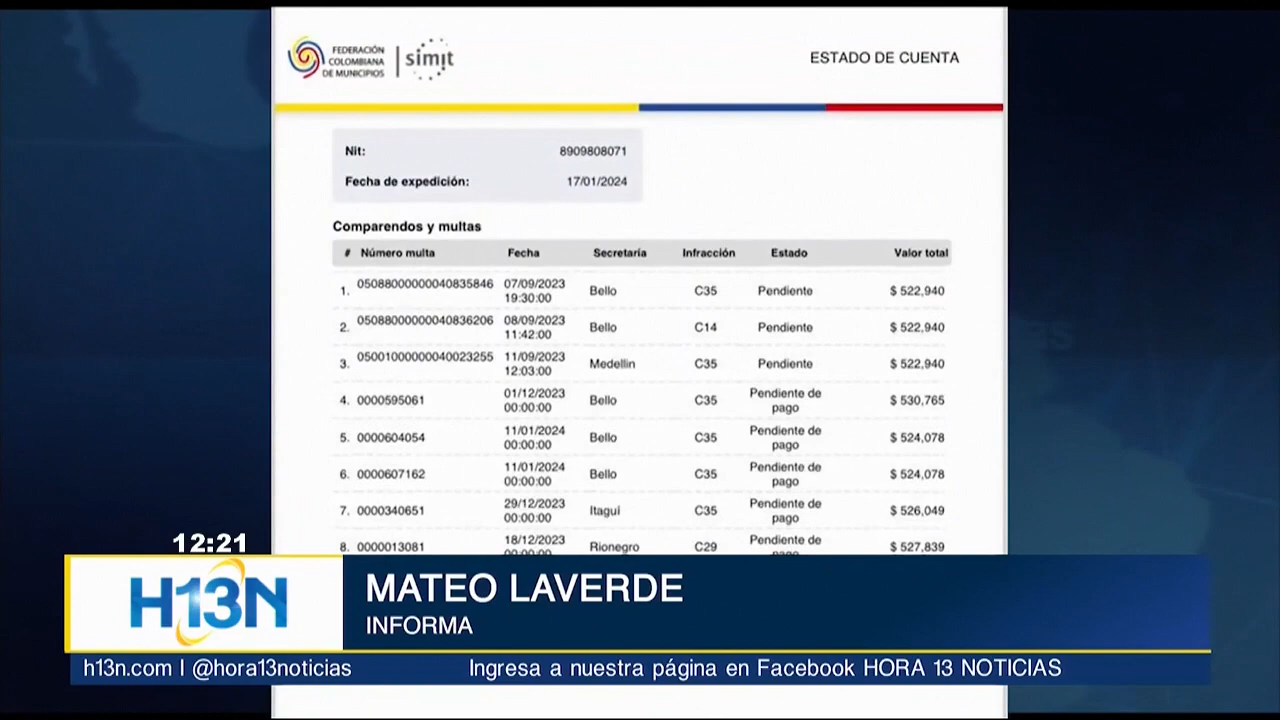 FEDERACIÓN
COLOMBIANA
DE MUNICIPIOS
simit
ESTADO DE CUENTA
Nit: 8909808071
Fecha de expedición: 17/01/2024
Comparendos y multas
# Número multa Fecha Secretaría Infracción Estado Valor total
1. 05088000000040835846 07/09/2023 19:30:00 Bello C35 Pendiente $ 522,940
2. 05088000000040836206 08/09/2023 11:42:00 Bello C14 Pendiente $ 522,940
3. 05001000000040023255 11/09/2023 12:03:00 Medellin C35 Pendiente $ 522,940
4. 0000595061 01/12/2023 00:00:00 Bello C35 Pendiente de pago $ 530,765
5. 0000604054 11/01/2024 00:00:00 Bello C35 Pendiente de pago $ 524,078
6. 0000607162 11/01/2024 00:00:00 Bello C35 Pendiente de pago $ 524,078
7. 0000340651 29/12/2023 00:00:00 Itagui C35 Pendiente de pago $ 526,049
8. 0000013081 18/12/2023 00:00:00 Rionegro C29 Pendiente de pago $ 527,839
12:21
H13N
MATEO LAVERDE
INFORMA
h13n.com | @hora13noticias
Ingresa a nuestra página en Facebook HORA 13 NOTICIAS